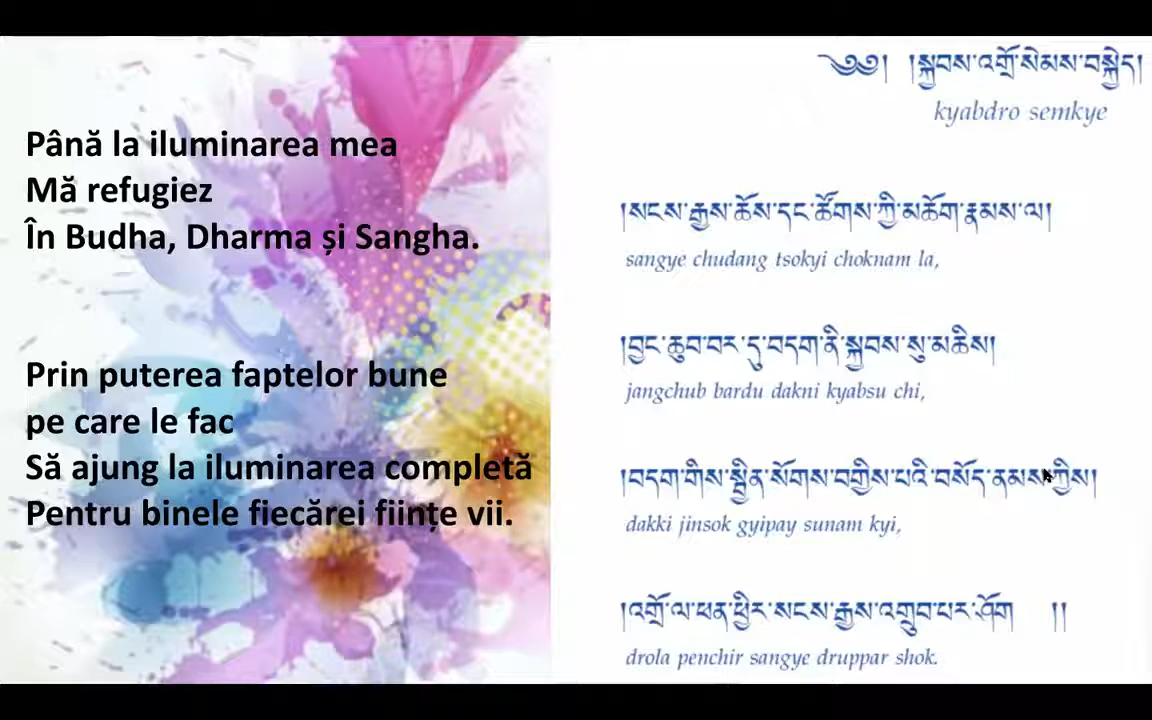 Până la iluminarea mea
Mă refugiez
În Budha, Dharma și Sangha.
Prin puterea faptelor bune
pe care le fac
Să ajung la iluminarea completă
Pentru binele fiecărei ființe vii.
༄༅། །སྐྱབས་འགྲོ་སེམས་བསྐྱེད།
kyabdro semkye
།སངས་རྒྱས་ཆོས་དང་ཚོགས་ཀྱི་མཆོག་རྣམས་ལ།
sangye chudang tsokyi choknam la,
།བྱང་ཆུབ་བར་དུ་བདག་ནི་སྐྱབས་སུ་མཆིས།
jangchub bardu dakni kyabsu chi,
།བདག་གིས་སྦྱིན་སོགས་བགྱིས་པའི་བསོད་ནམས་ཀྱིས།
dakki jinsok gyipay sunam kyi,
།འགྲོ་ལ་ཕན་ཕྱིར་སངས་རྒྱས་འགྲུབ་པར་ཤོག །།
drola penchir sangye druppar shok.